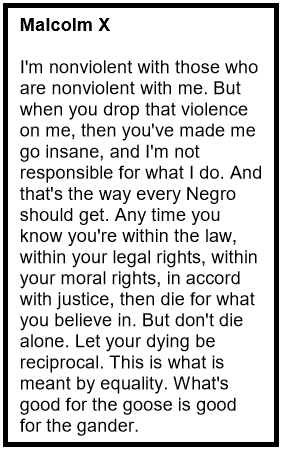 Malcolm X
I'm nonviolent with those who
are nonviolent with me. But
when you drop that violence
on me, then you've made me
go insane, and I'm not
responsible for what I do. And
that's the way every Negro
should get. Any time you
know you're within the law,
within your legal rights, within
your moral rights, in accord
with justice, then die for what
you believe in. But don't die
alone. Let your dying be
reciprocal. This is what is
meant by equality. What's
good for the goose is good
for the gander.